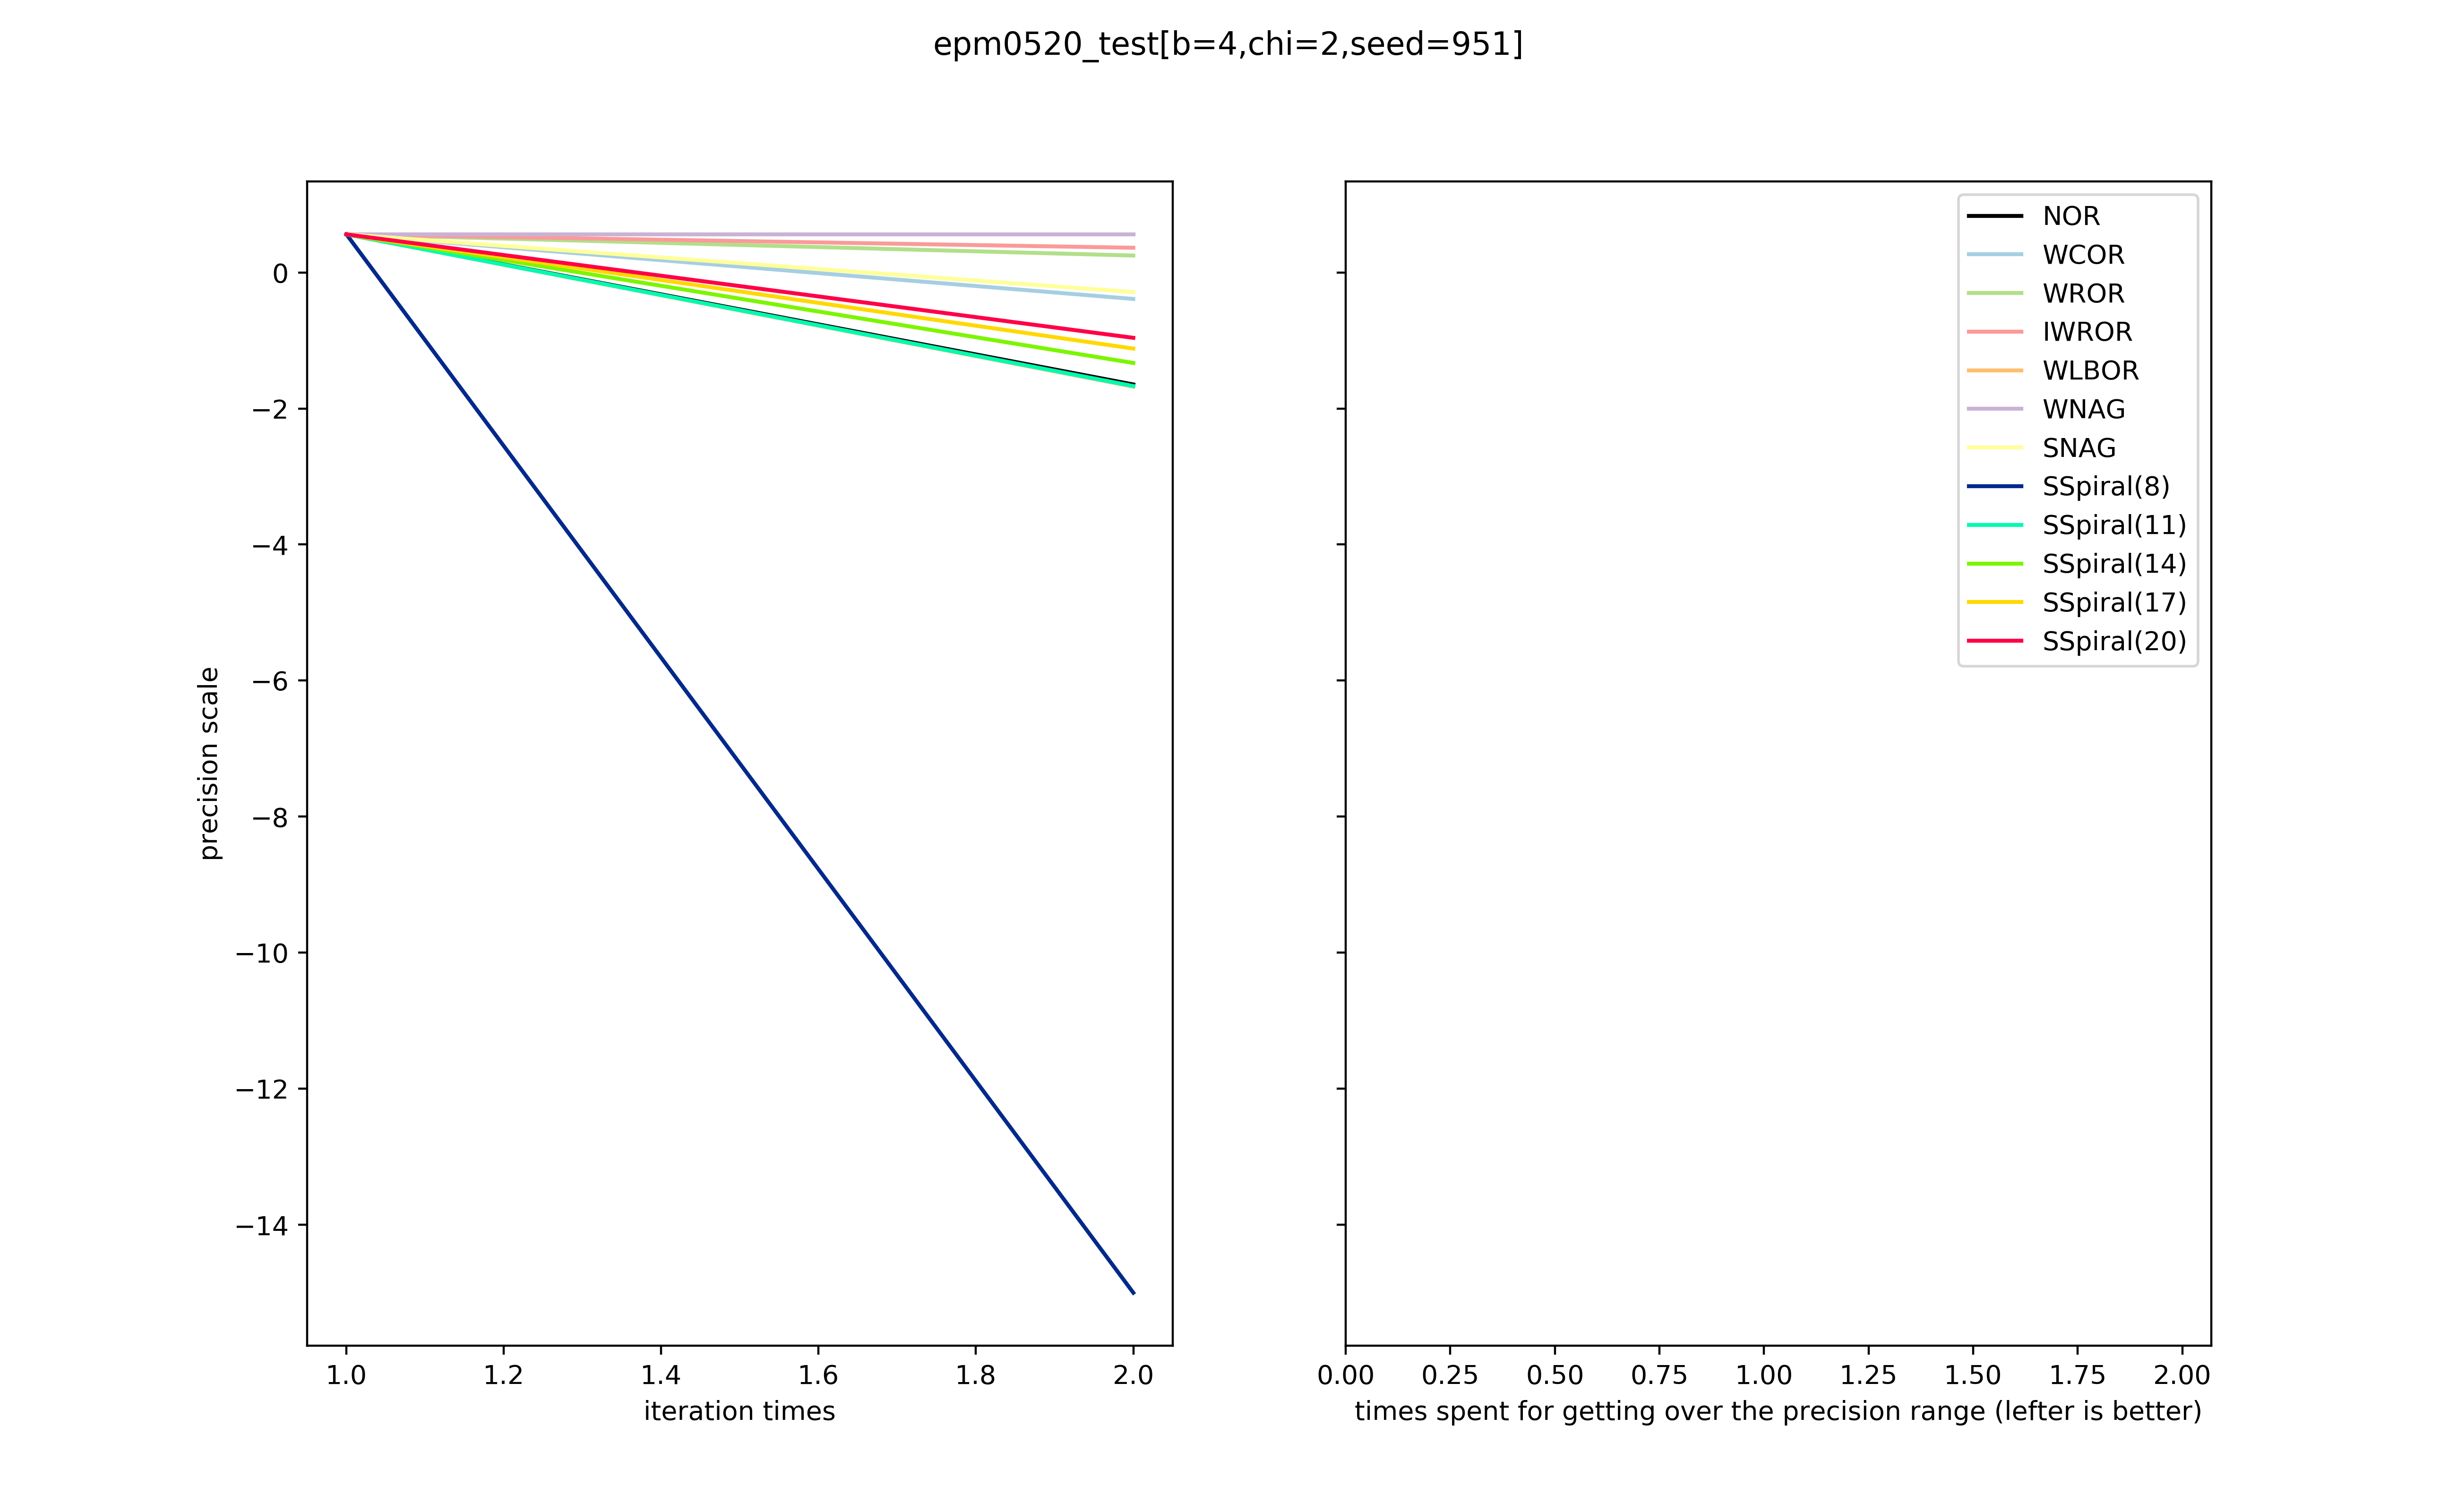 epm0520_test[b=4,chi=2,seed=951]
precision scale
0
−2
−4
−6
−8
−10
−12
−14
1.0 1.2 1.4 1.6 1.8 2.0
iteration times
NOR
WCOR
WROR
IWROR
WLBOR
WNAG
SNAG
SSpiral(8)
SSpiral(11)
SSpiral(14)
SSpiral(17)
SSpiral(20)
0.00 0.25 0.50 0.75 1.00 1.25 1.50 1.75 2.00
times spent for getting over the precision range (lefter is better)